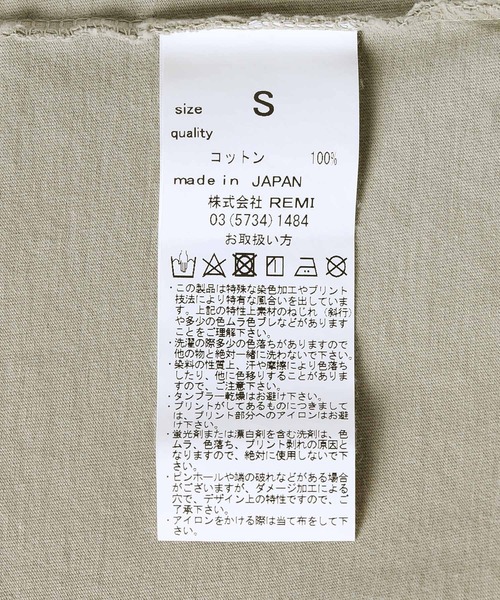 size S
quality
コットン 100%
made in JAPAN
株式会社 REMI
03(5734)1484
お取扱い方
・この製品は特殊な染色加工やプリント
技法により特有な風合いを出していま
す。上記の特性上素材のねじれ（斜行）
や多少の色ムラ色ブレなどがあります
ことをご理解下さい。
・洗濯の際多少の色落ちがありますので
他の物と絶対一緒に洗わないで下さい。
・染料の性質上、汗や摩擦により色落ち
したり、他に色移りすることがありま
すので、ご注意下さい。
・タンブラー乾燥はお避け下さい。
・プリントがしてあるものにつきまして
は、プリント部分へのアイロンはお避
け下さい。
・蛍光剤または漂白剤を含む洗剤は、色
ムラ、色落ち、プリント剥れの原因と
なりますので、絶対に使用しないで下
さい。
・ピンホールや端の破れなどがある場合
がございますが、ダメージ加工による
穴で、デザイン上の特性ですので、ご
了承下さい。
・アイロンをかける際は当て布をして下
さい。